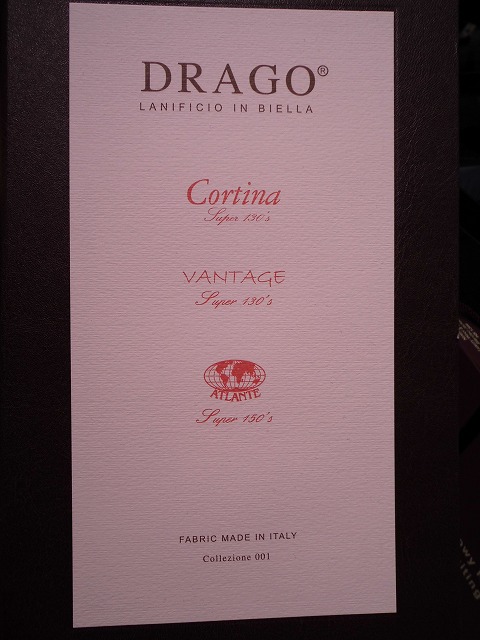 DRAGO®
LANIFICIO IN BIELLA
Cortina
Super 130's
VANTAGE
Super 130's
ATLANTE
Super 150's
FABRIC MADE IN ITALY
Collezione 001